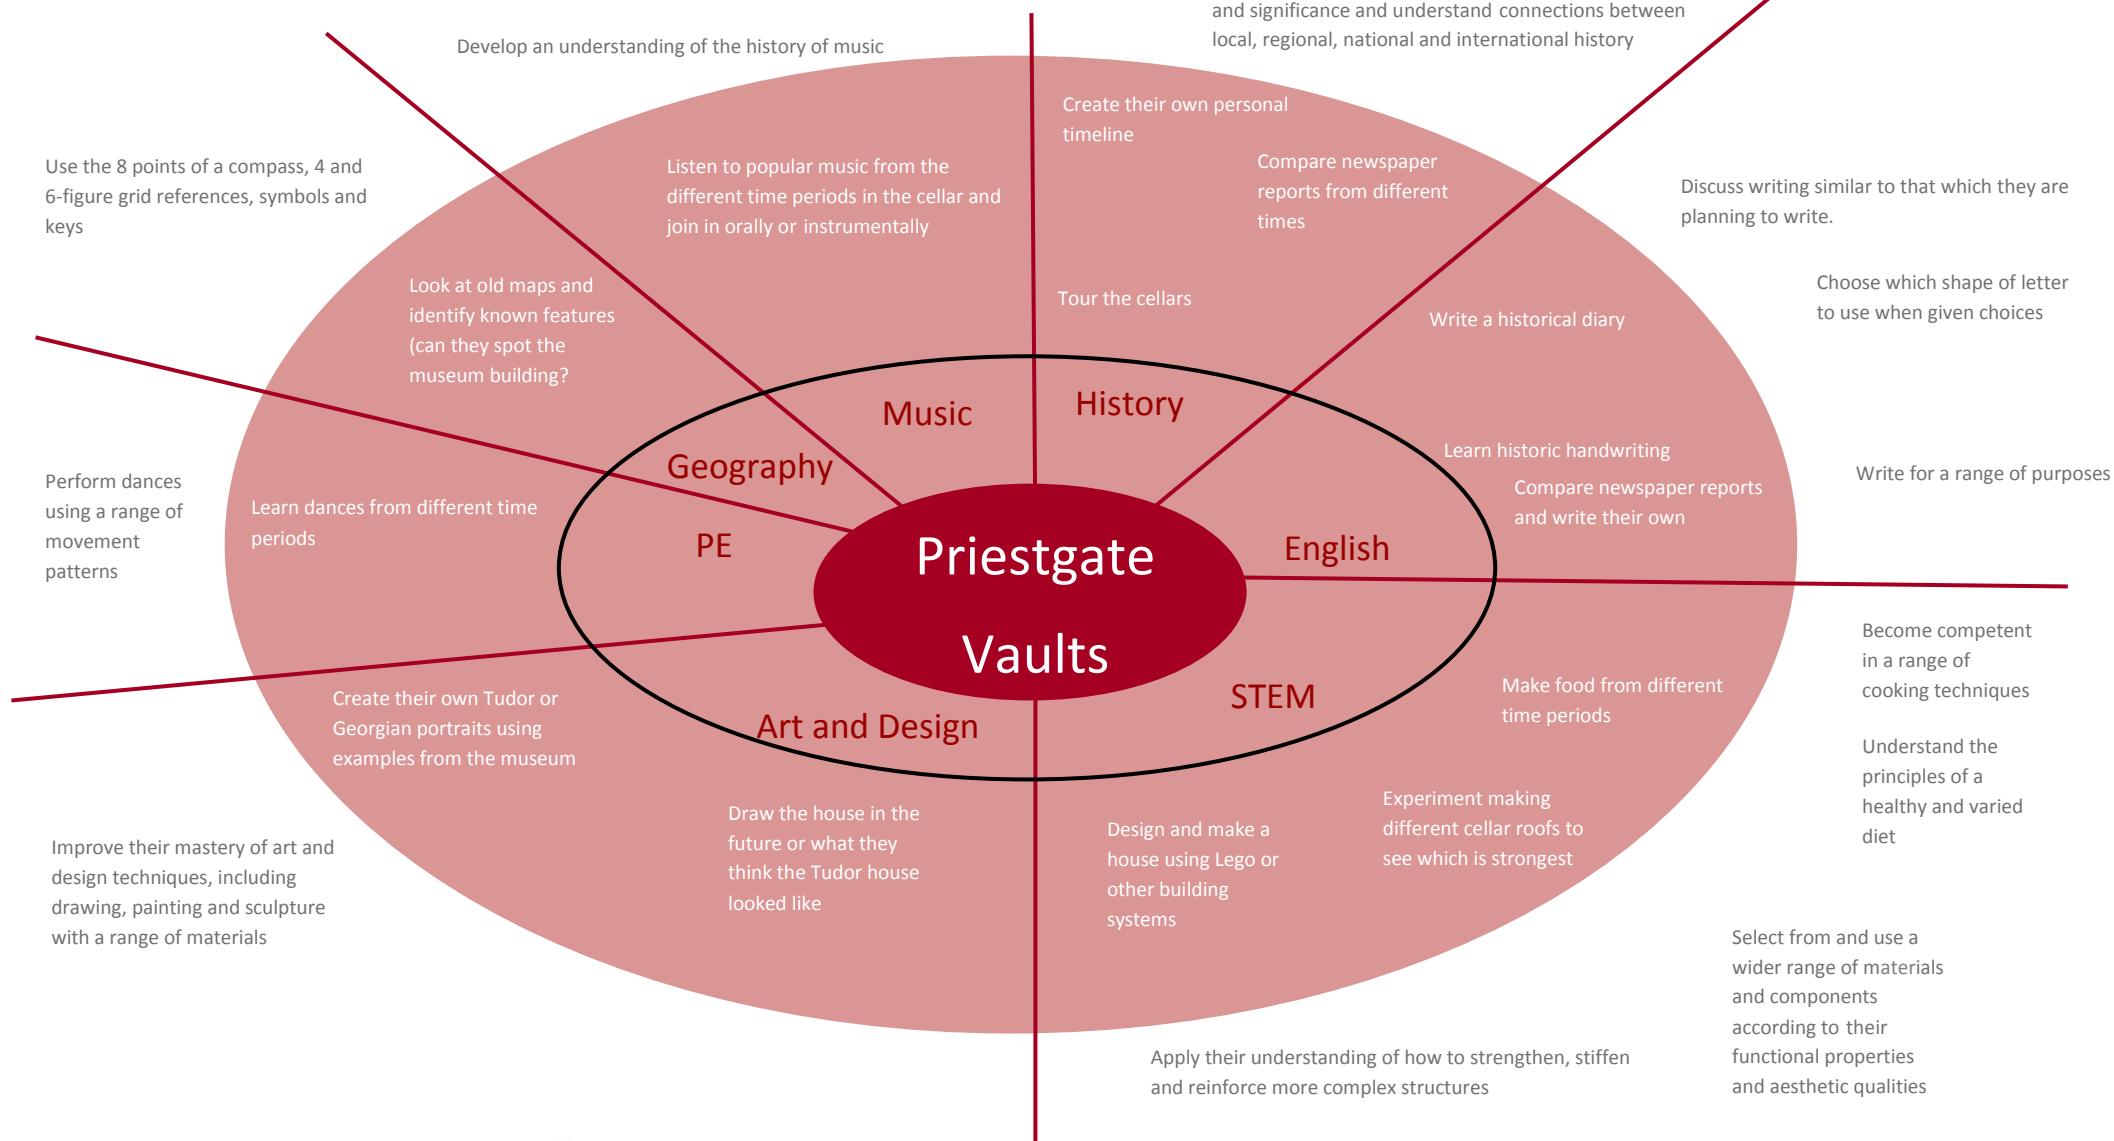 and significance and understand connections between
local, regional, national and international history
Develop an understanding of the history of music
Create their own personal
timeline
Compare newspaper
reports from different
times
Tour the cellars
Listen to popular music from the
different time periods in the cellar and
join in orally or instrumentally
Use the 8 points of a compass, 4 and
6-figure grid references, symbols and
keys
Look at old maps and
identify known features
(can they spot the
museum building?
Discuss writing similar to that which they are
planning to write.
Choose which shape of letter
to use when given choices
Write a historical diary
Learn historic handwriting
Compare newspaper reports
and write their own
Write for a range of purposes
Music
History
Geography
PE
English
Priestgate
Vaults
STEM
Art and Design
Perform dances
using a range of
movement
patterns
Learn dances from different time
periods
Create their own Tudor or
Georgian portraits using
examples from the museum
Draw the house in the
future or what they
think the Tudor house
looked like
Improve their mastery of art and
design techniques, including
drawing, painting and sculpture
with a range of materials
Make food from different
time periods
Experiment making
different cellar roofs to
see which is strongest
Design and make a
house using Lego or
other building
systems
Become competent
in a range of
cooking techniques
Understand the
principles of a
healthy and varied
diet
Select from and use a
wider range of materials
and components
according to their
functional properties
and aesthetic qualities
Apply their understanding of how to strengthen, stiffen
and reinforce more complex structures